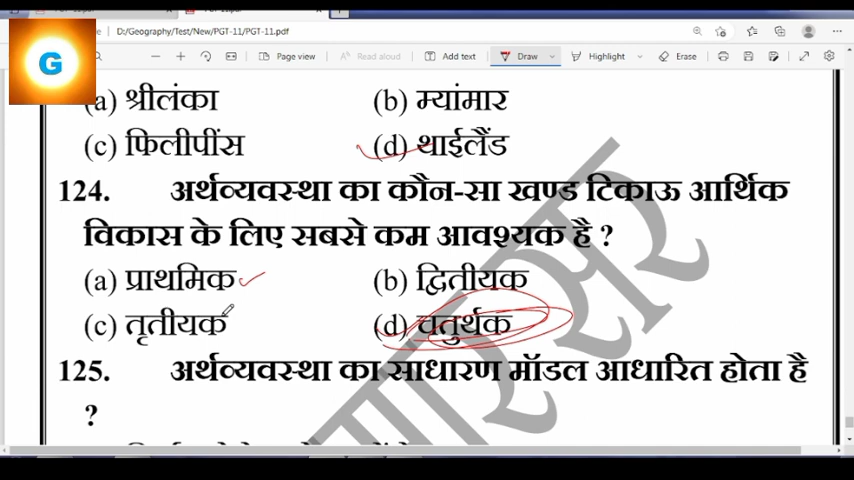 D:/Geography/Test/New/PGT-11/PGT-11.pdf
G
Page view
Read aloud
Add text
Draw
Highlight
Erase
(a) श्रीलंका (b) म्यांमार
(c) फिलीपींस (d) थाईलैंड
124. अर्थव्यवस्था का कौन-सा खण्ड टिकाऊ आर्थिक
विकास के लिए सबसे कम आवश्यक है ?
(a) प्राथमिक (b) द्वितीयक
(c) तृतीयक (d) चतुर्थक
125. अर्थव्यवस्था का साधारण मॉडल आधारित होता है
?